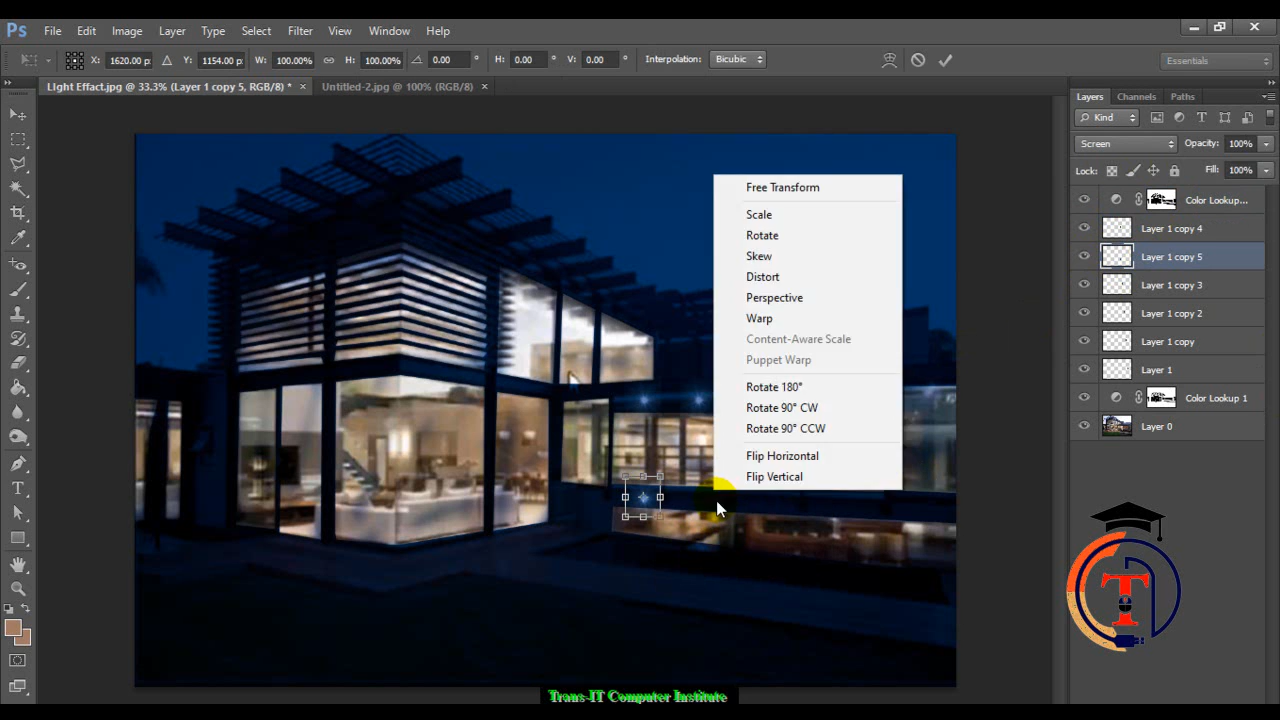 Ps File Edit Image Layer Type Select Filter View Window Help
X: 1620.00 p Y: 1154.00 p W: 100.00% H: 100.00% 0.00 ° H: 0.00 ° V: 0.00 ° Interpolation: Bicubic Essentials
LIght Effact.jpg @ 33.3% (Layer 1 copy 5, RGB/8) * × Untitled-2.jpg @ 100% (RGB/8) ×
Layers Channels Paths
Kind
Screen Opacity: 100%
Lock: Fill: 100%
Color Lookup...
Layer 1 copy 4
Layer 1 copy 5
Layer 1 copy 3
Layer 1 copy 2
Layer 1 copy
Layer 1
Color Lookup 1
Layer 0
Free Transform
Scale
Rotate
Skew
Distort
Perspective
Warp
Content-Aware Scale
Puppet Warp
Rotate 180°
Rotate 90° CW
Rotate 90° CCW
Flip Horizontal
Flip Vertical
T
T
Trans-IT Computer Institute